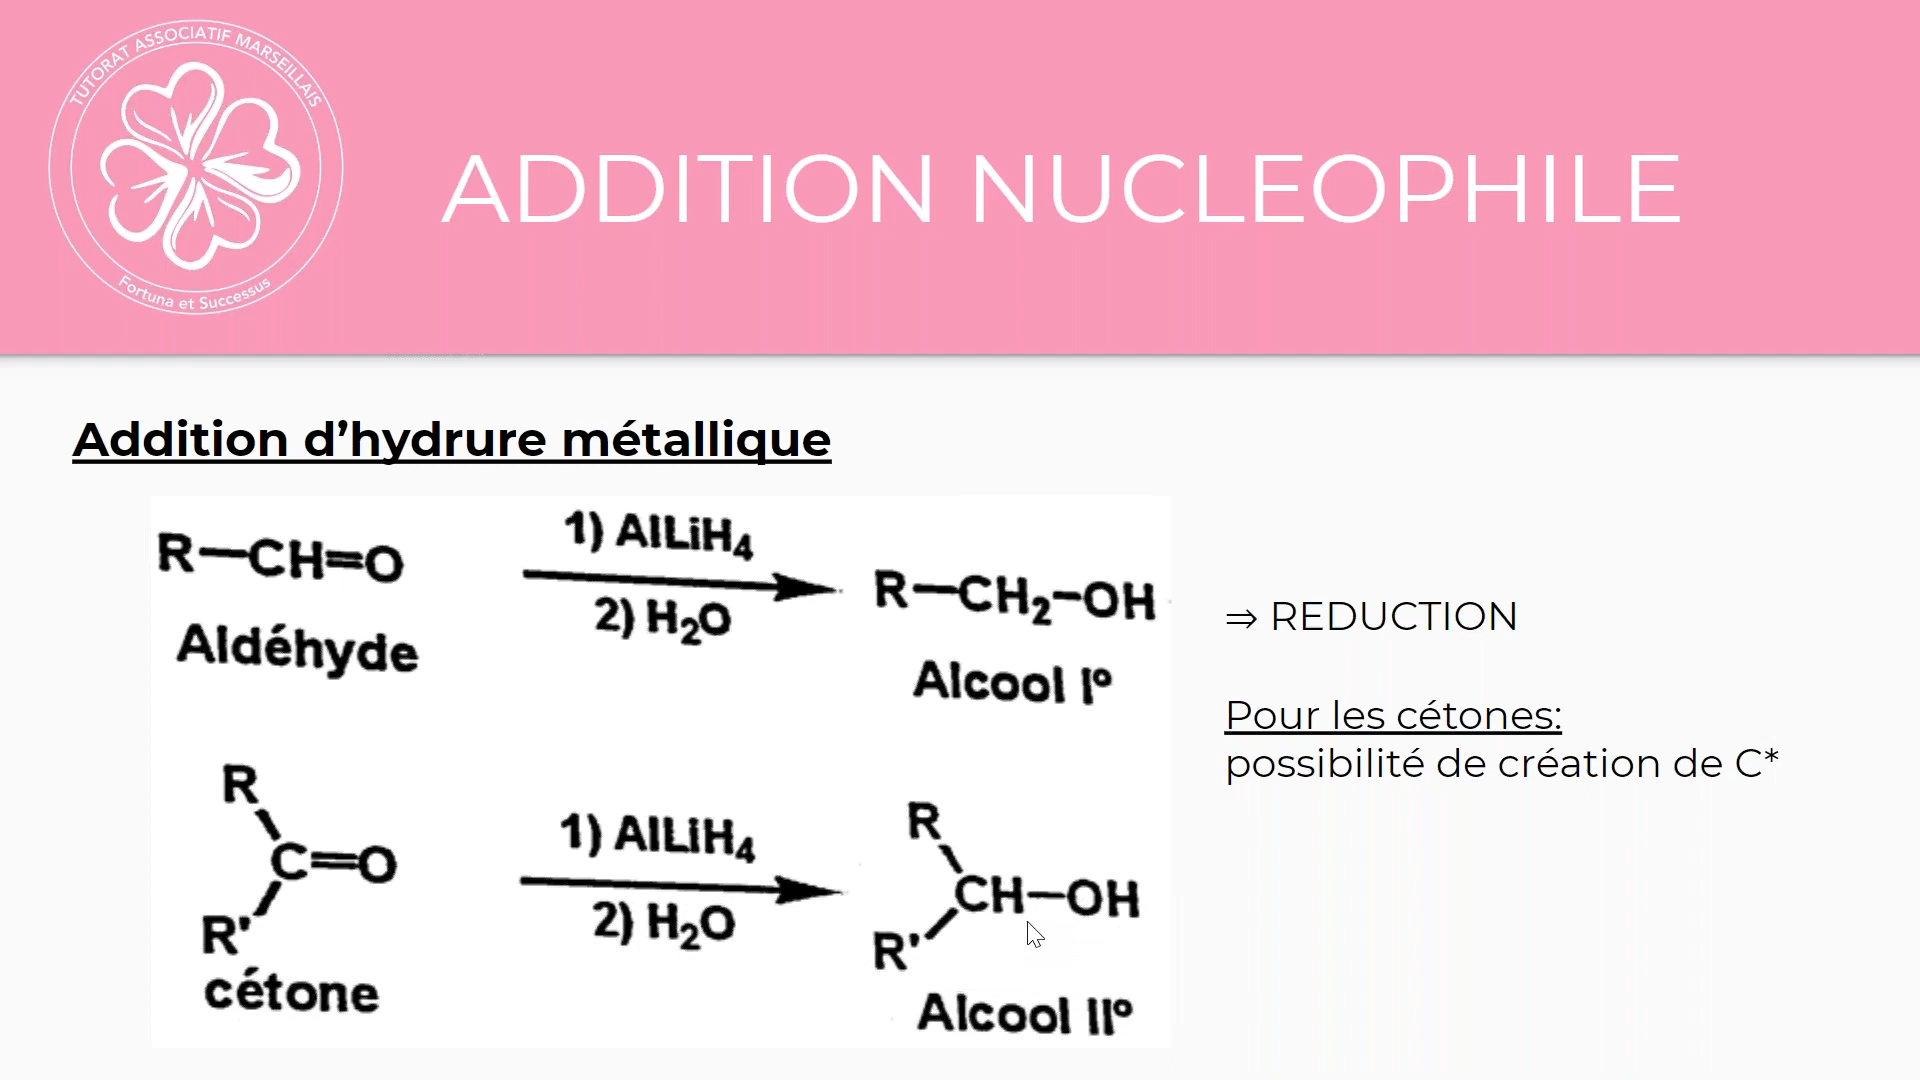 TUTORAT ASSOCIATIF MARSEILLAIS
Fortuna et Successus
ADDITION NUCLEOPHILE
Addition d’hydrure métallique
R—CH=O
1) AlLiH₄
2) H₂O
R—CH₂—OH
Aldéhyde
Alcool I°
⇒ REDUCTION
Pour les cétones:
possibilité de création de C*
R
C=O
R'
cétone
1) AlLiH₄
2) H₂O
R
CH—OH
R'
Alcool II°